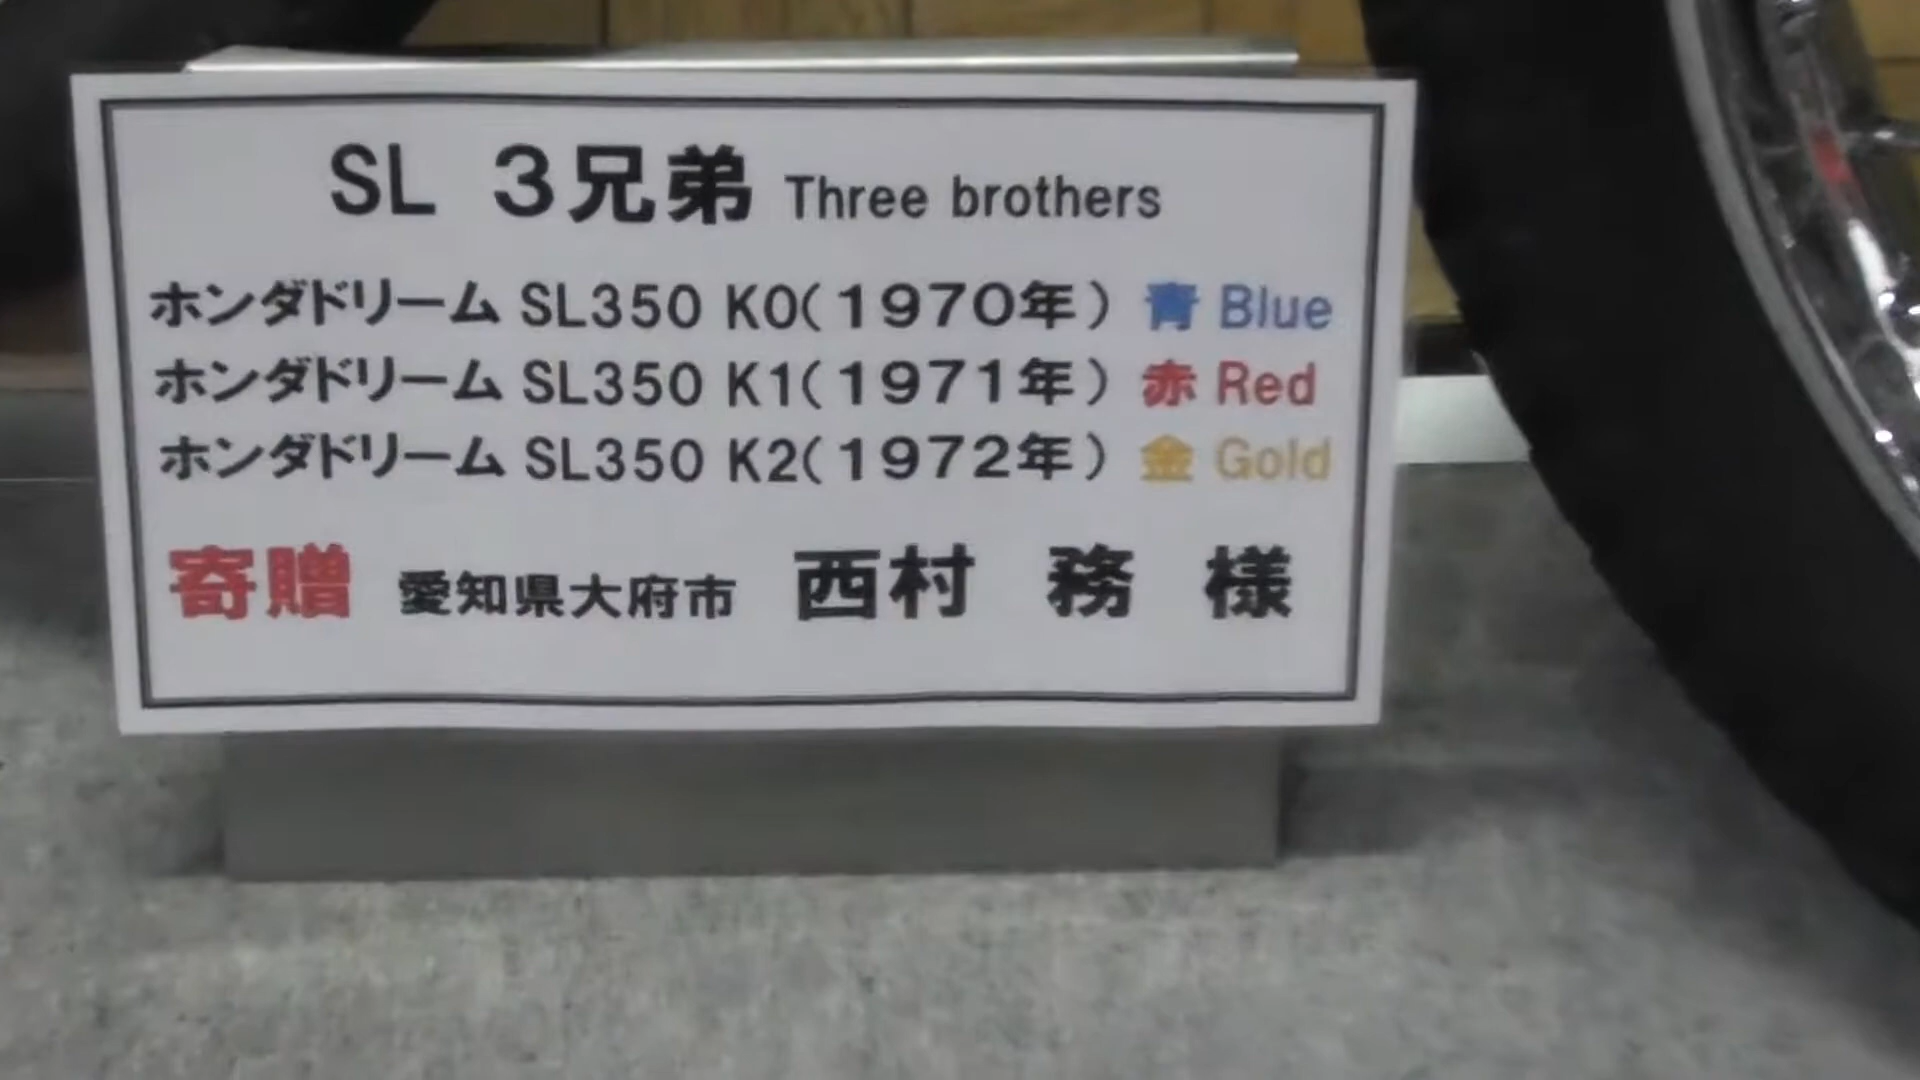 SL ３兄弟 Three brothers
ホンダドリーム SL350 K0(１９７０年) 青 Blue
ホンダドリーム SL350 K1(１９７１年) 赤 Red
ホンダドリーム SL350 K2(１９７２年) 金 Gold
寄贈 愛知県大府市 西村 務 様